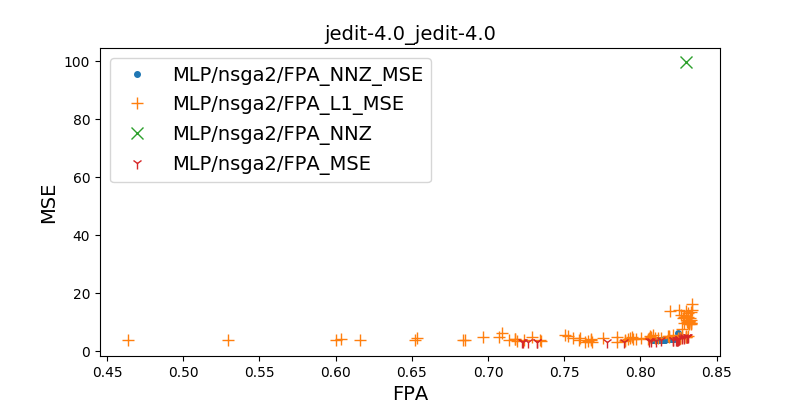 jedit-4.0_jedit-4.0
MLP/nsga2/FPA_NNZ_MSE
MLP/nsga2/FPA_L1_MSE
MLP/nsga2/FPA_NNZ
MLP/nsga2/FPA_MSE
MSE
100
80
60
40
20
0
0.45 0.50 0.55 0.60 0.65 0.70 0.75 0.80 0.85
FPA